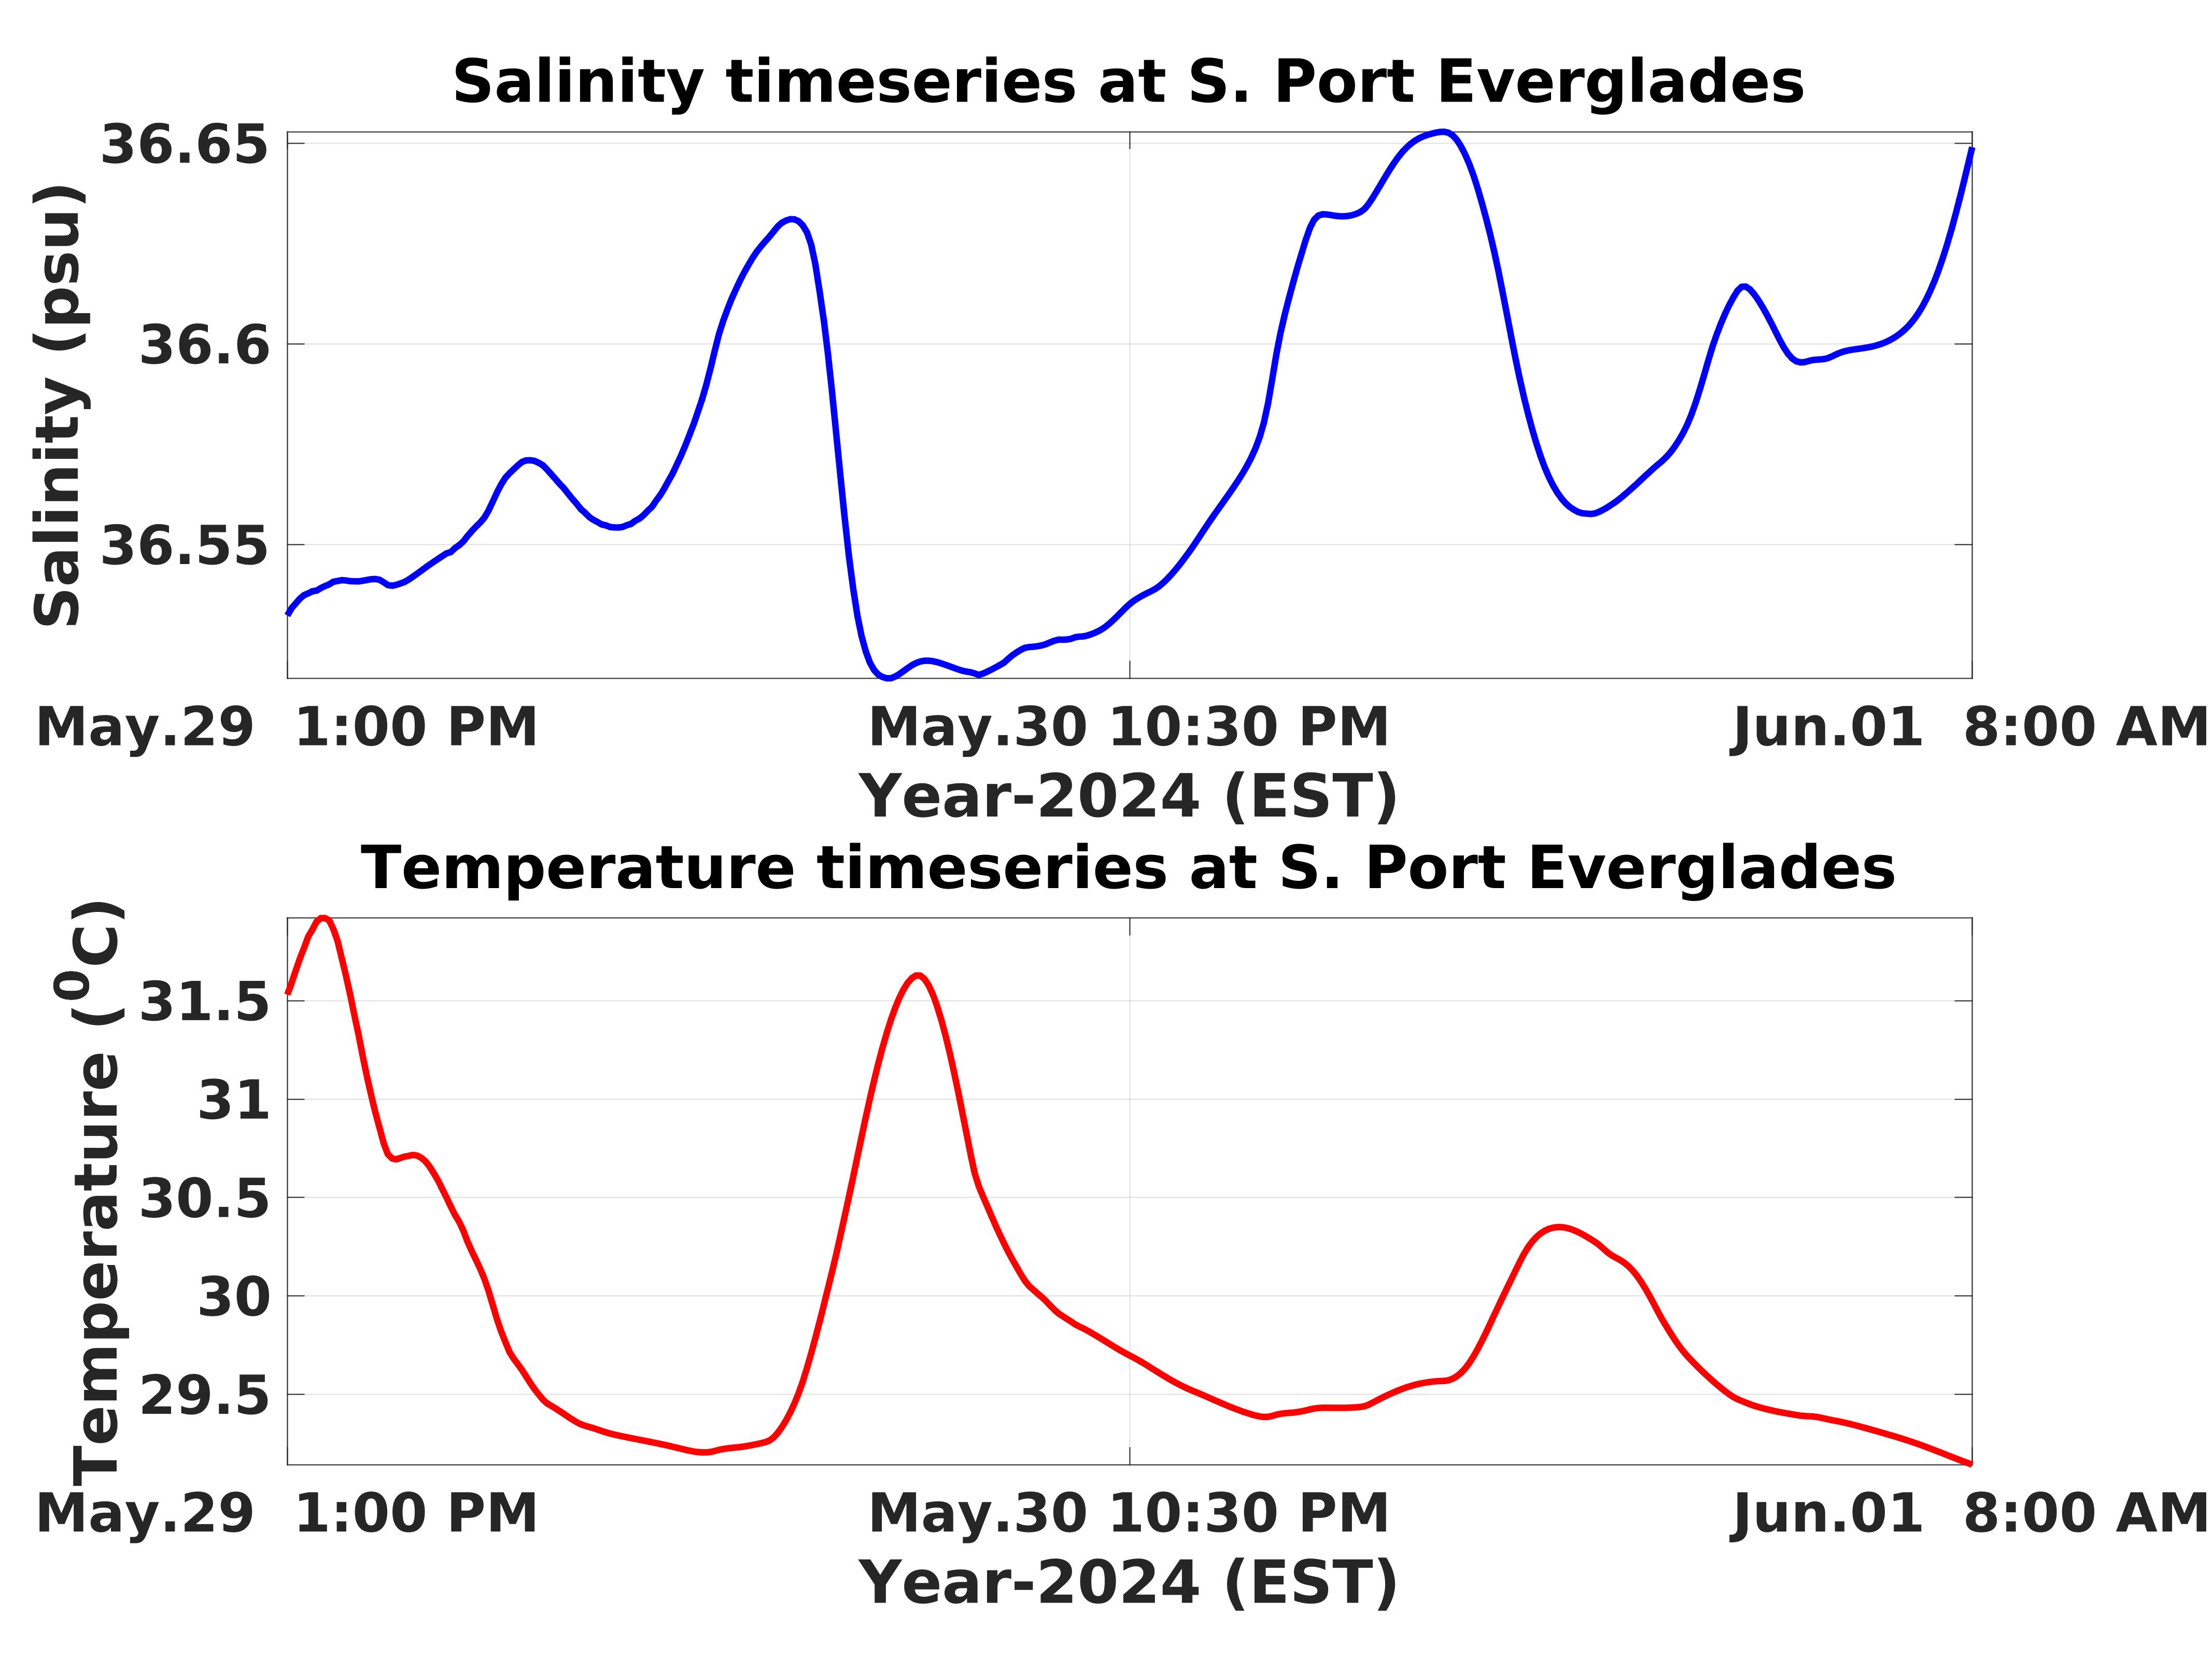 Salinity timeseries at S. Port Everglades
Salinity (psu)
36.65
36.6
36.55
May.29 1:00 PM
May.30 10:30 PM
Jun.01 8:00 AM
Year-2024 (EST)
Temperature timeseries at S. Port Everglades
Temperature (⁰C)
31.5
31
30.5
30
29.5
May.29 1:00 PM
May.30 10:30 PM
Jun.01 8:00 AM
Year-2024 (EST)